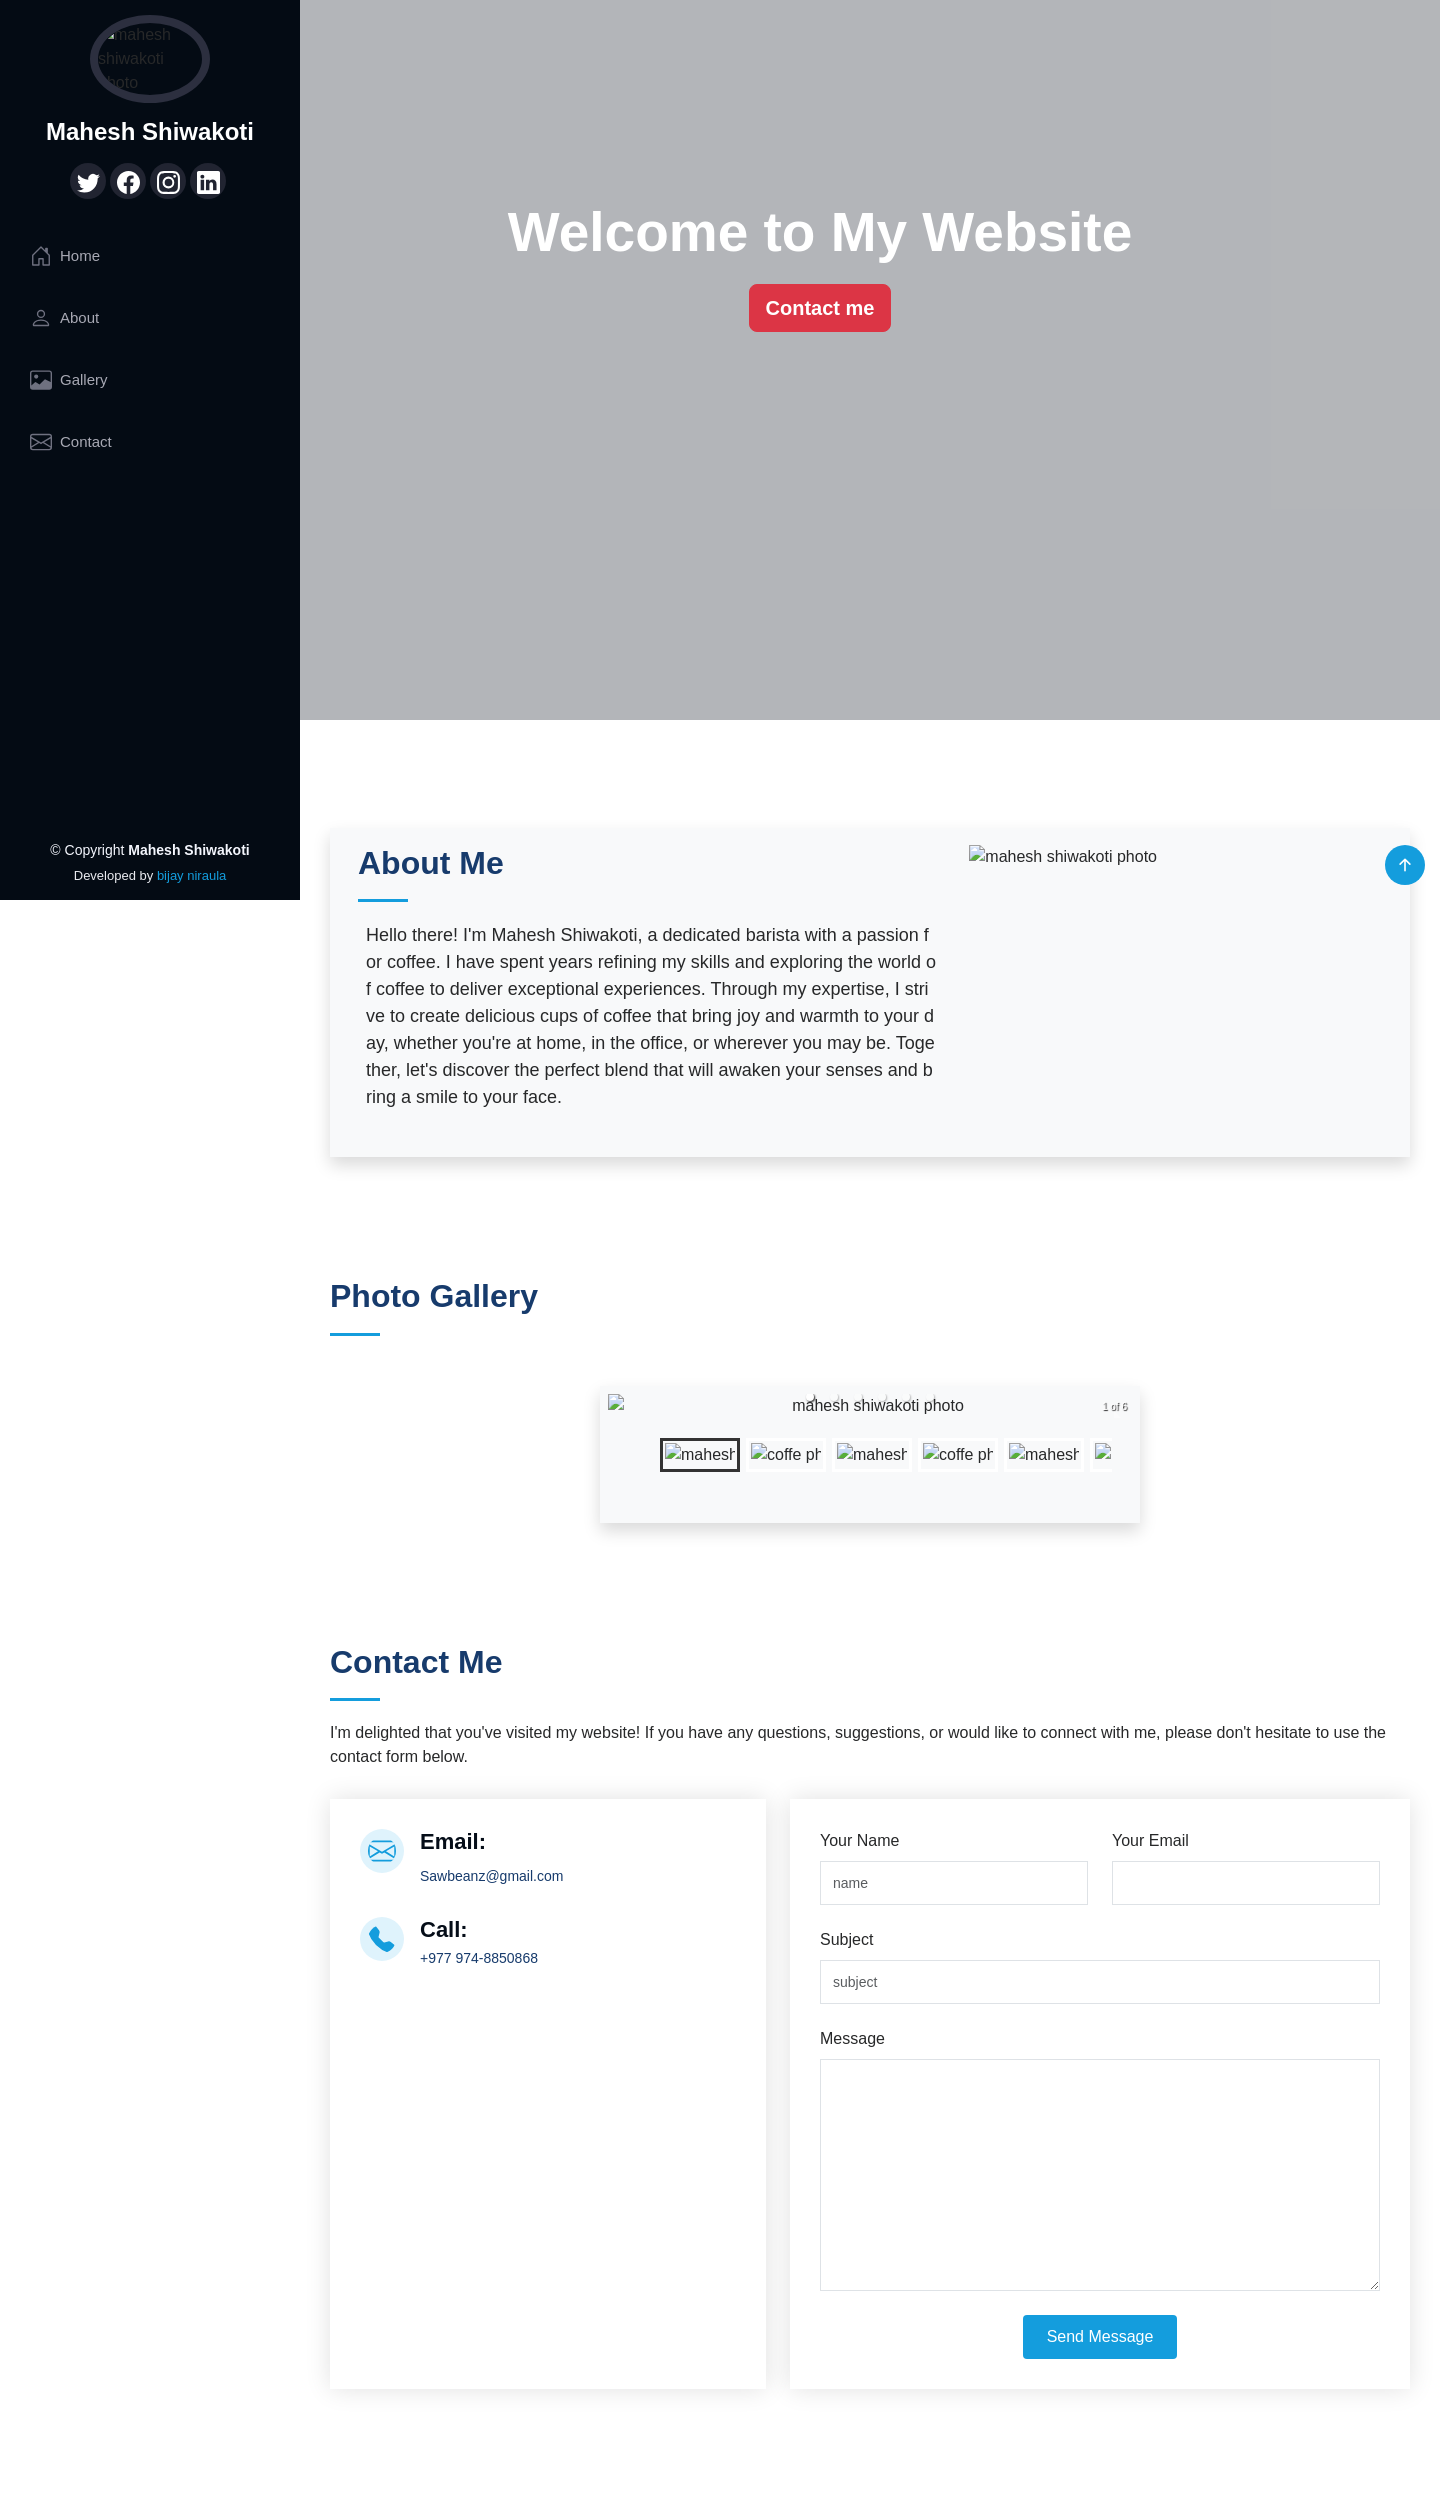 mahesh
shiwakoti
photo
Mahesh Shiwakoti
Home
About
Gallery
Contact
© Copyright Mahesh Shiwakoti
Developed by bijay niraula
Welcome to My Website
Contact me
About Me
mahesh shiwakoti photo
Hello there! I'm Mahesh Shiwakoti, a dedicated barista with a passion f
or coffee. I have spent years refining my skills and exploring the world o
f coffee to deliver exceptional experiences. Through my expertise, I stri
ve to create delicious cups of coffee that bring joy and warmth to your d
ay, whether you're at home, in the office, or wherever you may be. Toge
ther, let's discover the perfect blend that will awaken your senses and b
ring a smile to your face.
Photo Gallery
mahesh shiwakoti photo
1 of 6
mahesh coffe ph mahesh coffe ph mahesh
Contact Me
I'm delighted that you've visited my website! If you have any questions, suggestions, or would like to connect with me, please don't hesitate to use the
contact form below.
Email:
Sawbeanz@gmail.com
Call:
+977 974-8850868
Your Name
Your Email
name
Subject
subject
Message
Send Message